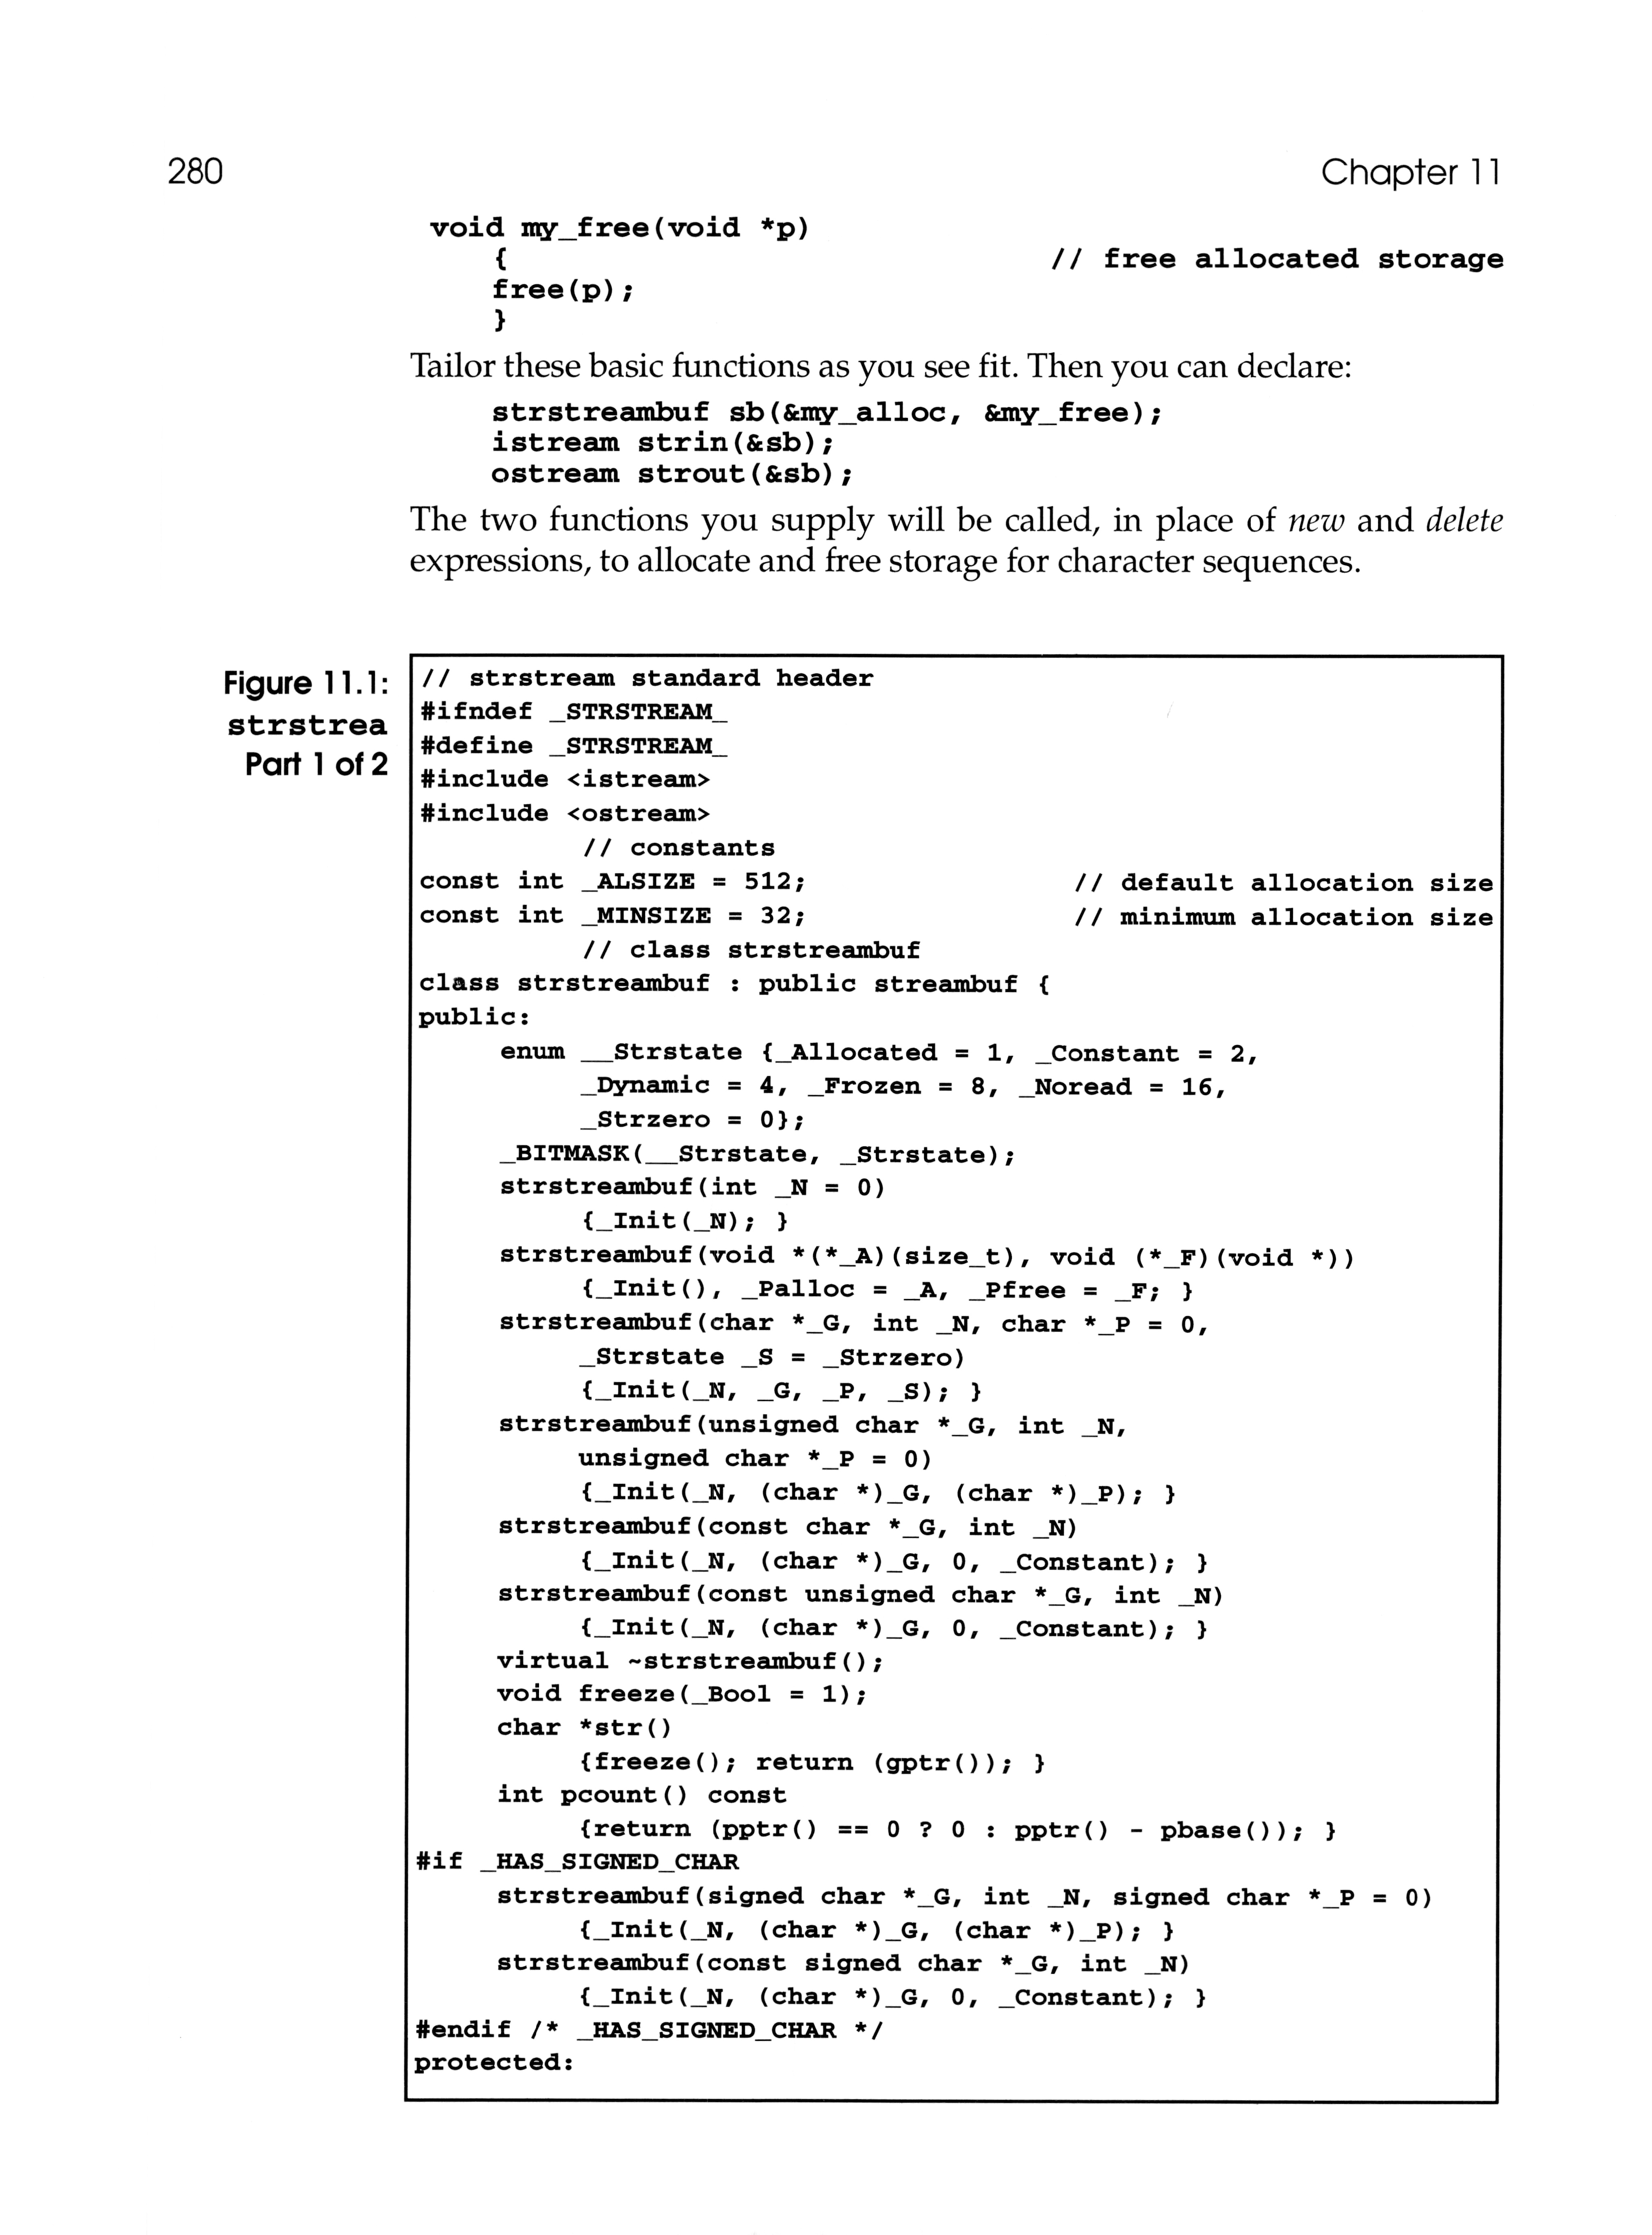 280
Chapter 11
void my_free(void *p)
{ // free allocated storage
free(p);
}
Tailor these basic functions as you see fit. Then you can declare:
strstreambuf sb(&my_alloc, &my_free);
istream strin(&sb);
ostream strout(&sb);
The two functions you supply will be called, in place of new and delete
expressions, to allocate and free storage for character sequences.
Figure 11.1:
strstrea
Part 1 of 2
// strstream standard header
#ifndef _STRSTREAM_
#define _STRSTREAM_
#include <istream>
#include <ostream>
// constants
const int _ALSIZE = 512; // default allocation size
const int _MINSIZE = 32; // minimum allocation size
// class strstreambuf
class strstreambuf : public streambuf {
public:
enum __Strstate {_Allocated = 1, _Constant = 2,
_Dynamic = 4, _Frozen = 8, _Noread = 16,
_Strzero = 0};
_BITMASK(__Strstate, _Strstate);
strstreambuf(int _N = 0)
{_Init(_N); }
strstreambuf(void *(*_A)(size_t), void (*_F)(void *))
{_Init(), _Palloc = _A, _Pfree = _F; }
strstreambuf(char *_G, int _N, char *_P = 0,
_Strstate _S = _Strzero)
{_Init(_N, _G, _P, _S); }
strstreambuf(unsigned char *_G, int _N,
unsigned char *_P = 0)
{_Init(_N, (char *)_G, (char *)_P); }
strstreambuf(const char *_G, int _N)
{_Init(_N, (char *)_G, 0, _Constant); }
strstreambuf(const unsigned char *_G, int _N)
{_Init(_N, (char *)_G, 0, _Constant); }
virtual ~strstreambuf();
void freeze(_Bool = 1);
char *str()
{freeze(); return (gptr()); }
int pcount() const
{return (pptr() == 0 ? 0 : pptr() - pbase()); }
#if _HAS_SIGNED_CHAR
strstreambuf(signed char *_G, int _N, signed char *_P = 0)
{_Init(_N, (char *)_G, (char *)_P); }
strstreambuf(const signed char *_G, int _N)
{_Init(_N, (char *)_G, 0, _Constant); }
#endif /* _HAS_SIGNED_CHAR */
protected: